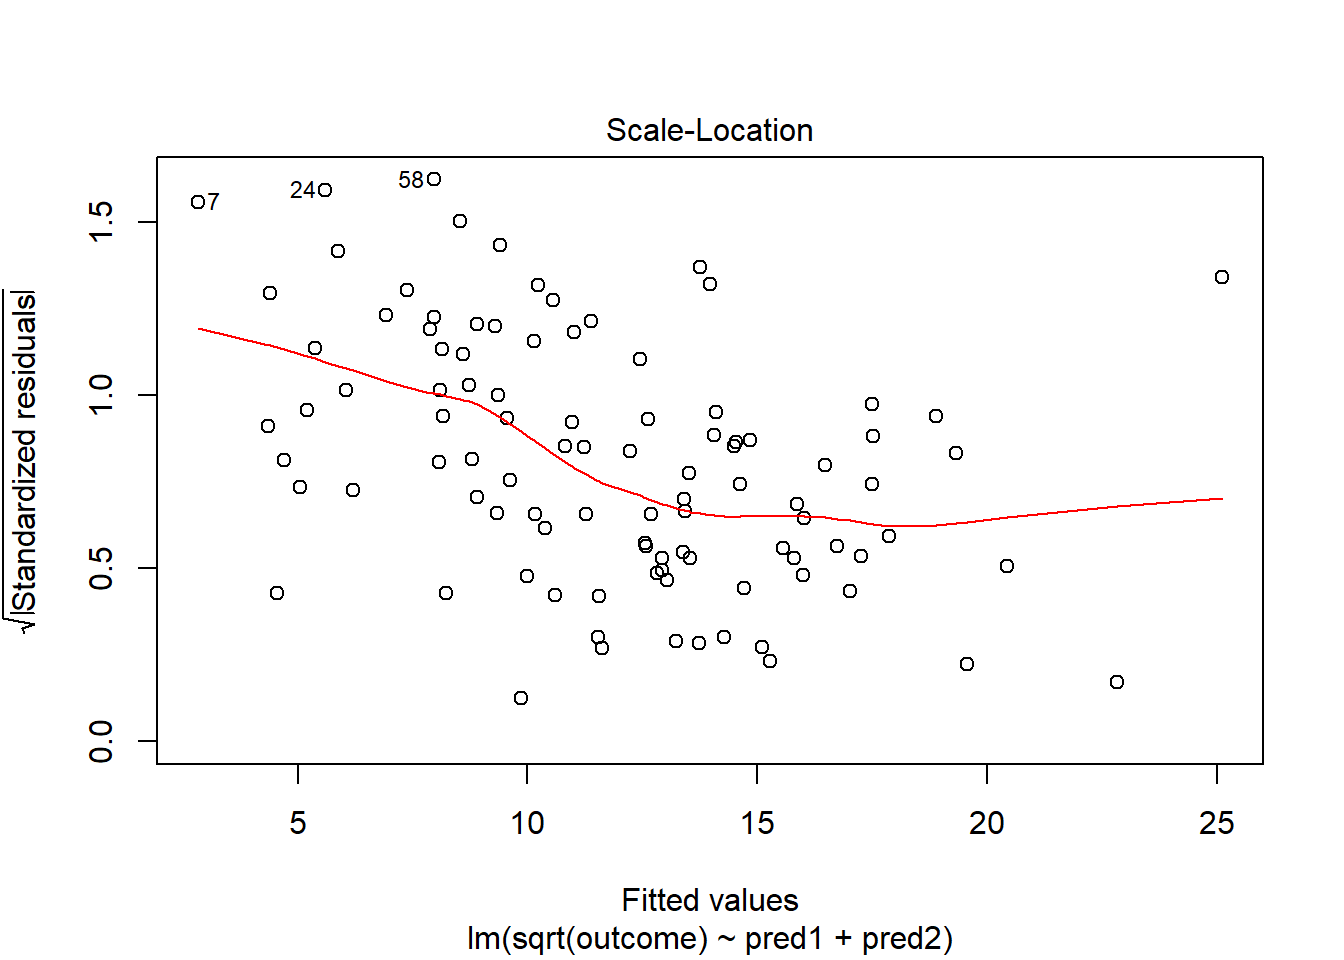 Scale-Location
7
24
58
√|Standardized residuals|
1.5
1.0
0.5
0.0
5 10 15 20 25
Fitted values
lm(sqrt(outcome) ~ pred1 + pred2)